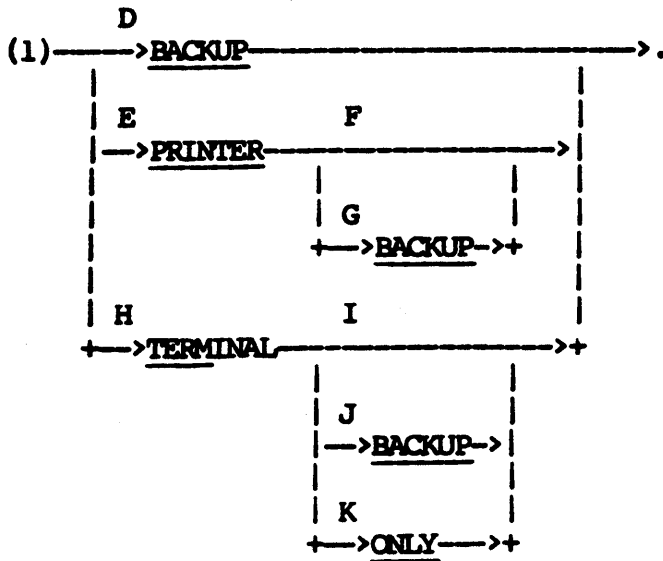 D
(1)------>BACKUP------------------------------>.
E F
-->PRINTER---------------------->
G
+-->BACKUP->+
H I
+-->TERMINAL---------------------->+
J
-->BACKUP->
K
+-->ONLY--->+